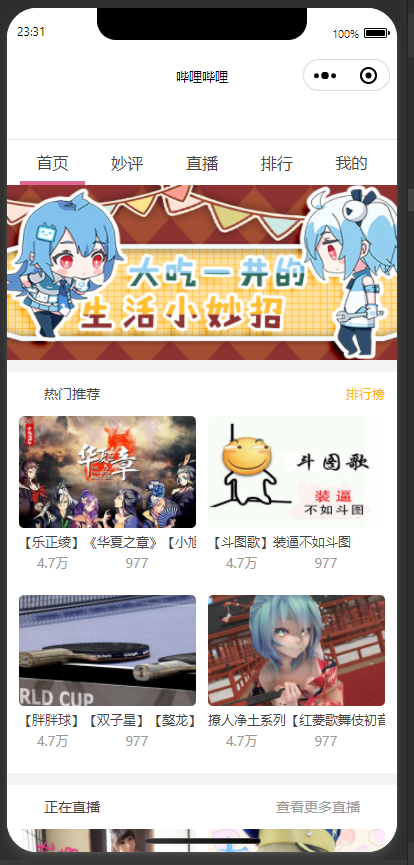 23:31
100%
哔哩哔哩
首页 妙评 直播 排行 我的
大吃一井的
生活小妙招
热门推荐 排行榜
华夏之章
斗图歌
装逼
不如斗图
【乐正绫】《华夏之章》【小旭 【斗图歌】装逼不如斗图
4.7万 977 4.7万 977
RLD CUP
【胖胖球】【双子星】【蝥龙】 撩人净土系列【红菱歌舞伎初音
4.7万 977 4.7万 977
正在直播 查看更多直播